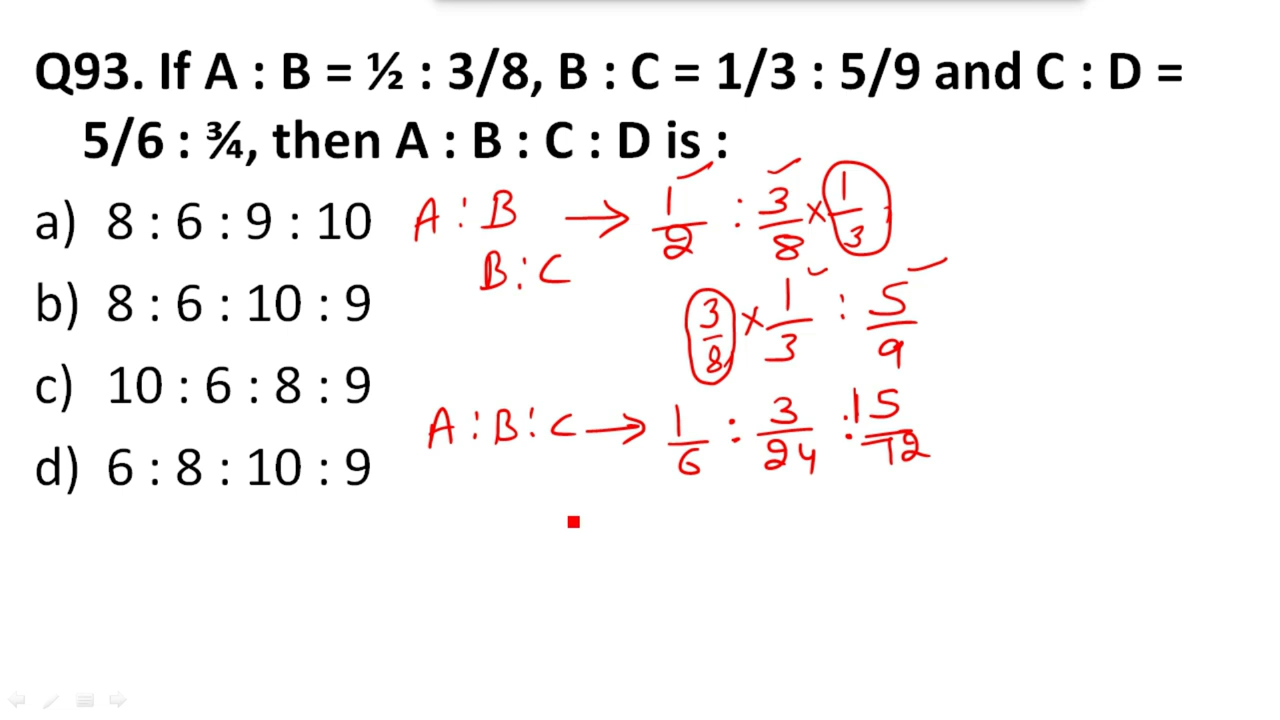 Q93. If A : B = ½ : 3/8, B : C = 1/3 : 5/9 and C : D =
5/6 : ¾, then A : B : C : D is :
a) 8 : 6 : 9 : 10
b) 8 : 6 : 10 : 9
c) 10 : 6 : 8 : 9
d) 6 : 8 : 10 : 9
A : B → 1/2 : 3/8 × 1/3
B : C 3/8 × 1/3 : 5/9
A : B : C → 1/6 : 3/24 : 15/72